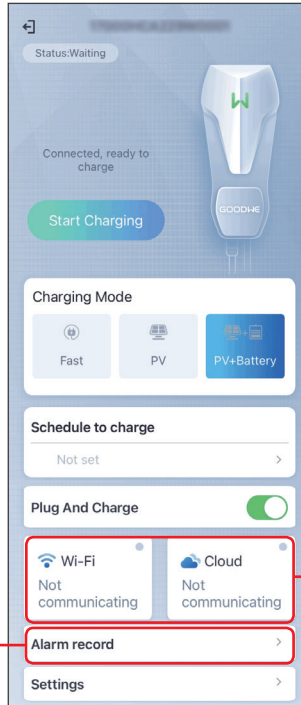 Status:Waiting
Connected, ready to
charge
Start Charging
GOODWE
Charging Mode
Fast PV PV+Battery
Schedule to charge
Not set
Plug And Charge
Wi-Fi Cloud
Not Not
communicating communicating
Alarm record
Settings